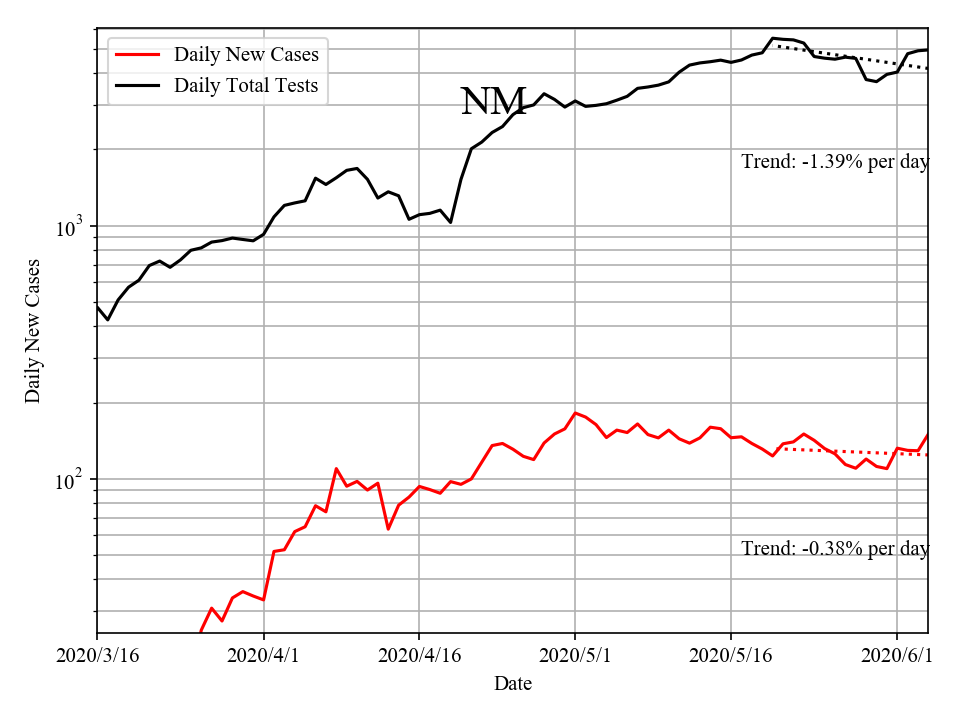 Daily New Cases
Daily Total Tests
NM
Trend: -1.39% per day
10³
Daily New Cases
10²
Trend: -0.38% per day
2020/3/16 2020/4/1 2020/4/16 2020/5/1 2020/5/16 2020/6/1
Date